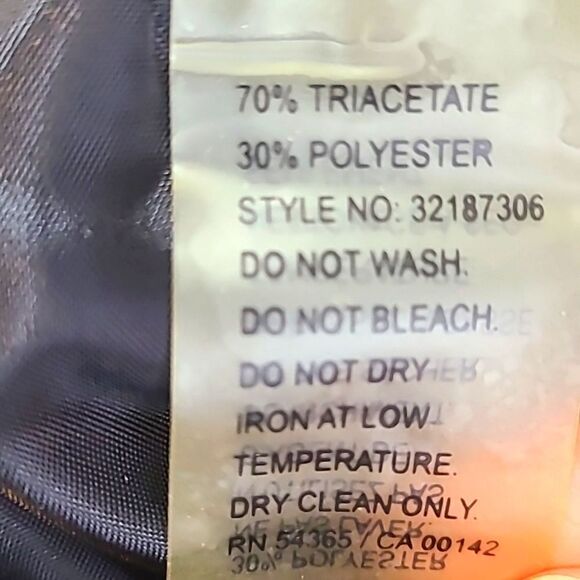 70% TRIACETATE
30% POLYESTER
STYLE NO: 32187306
DO NOT WASH.
DO NOT BLEACH.
DO NOT DRY
IRON AT LOW
TEMPERATURE.
DRY CLEAN ONLY.
RN 54365 / CA 00142